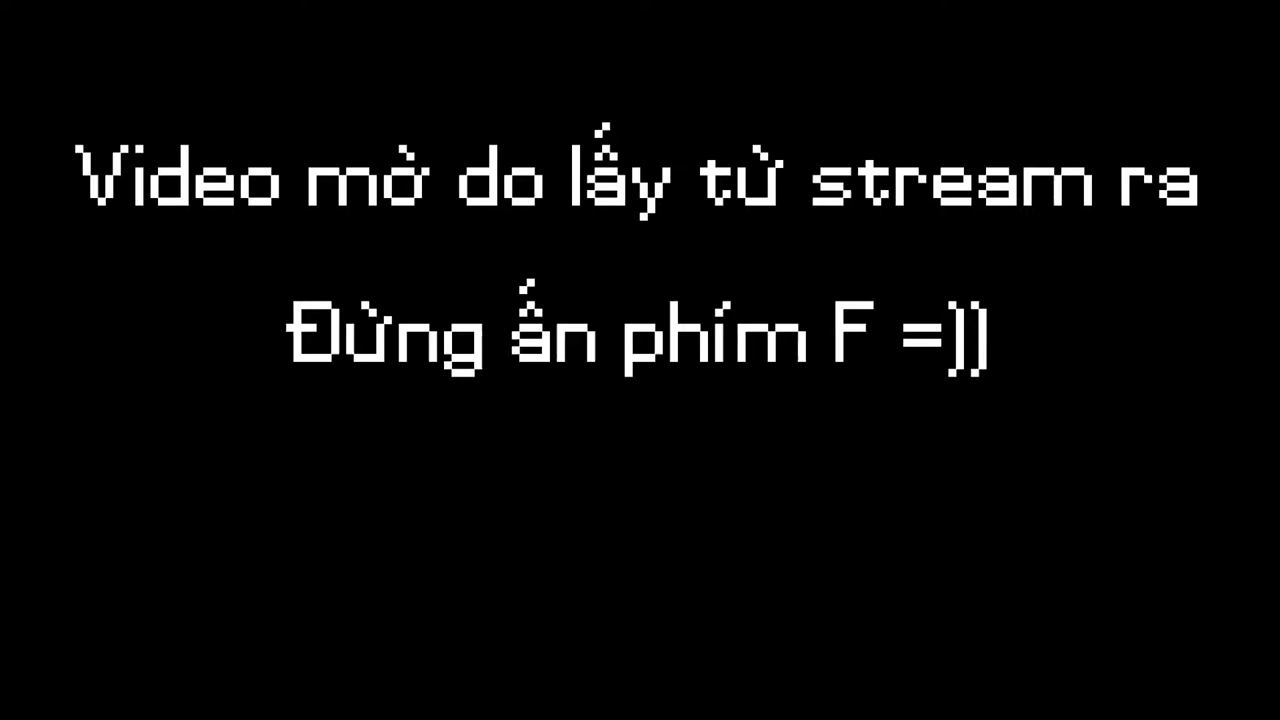 Video mờ do lấy từ stream ra
Đừng ấn phím F =))